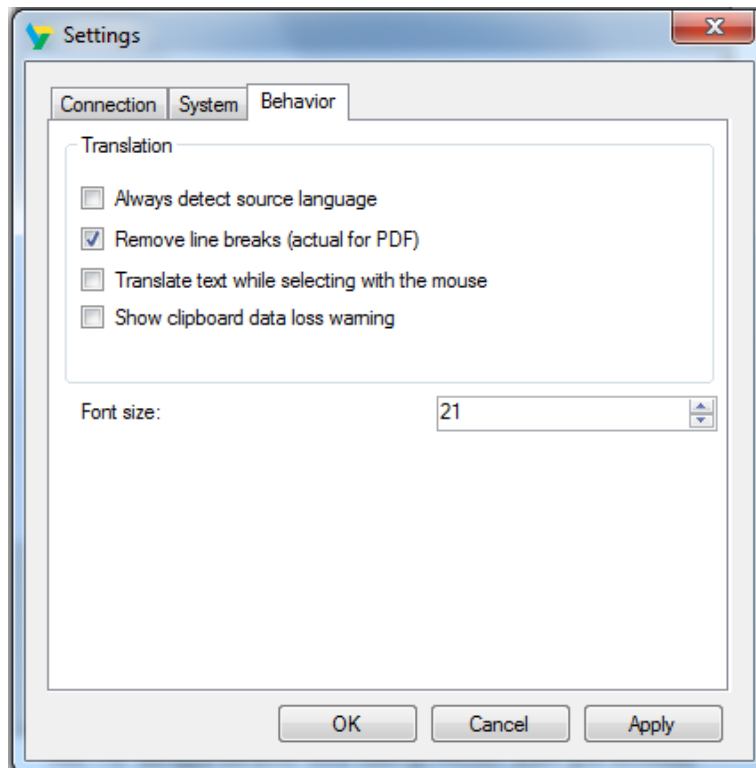 Settings
Connection System Behavior
Translation
Always detect source language
Remove line breaks (actual for PDF)
Translate text while selecting with the mouse
Show clipboard data loss warning
Font size: 21
OK Cancel Apply